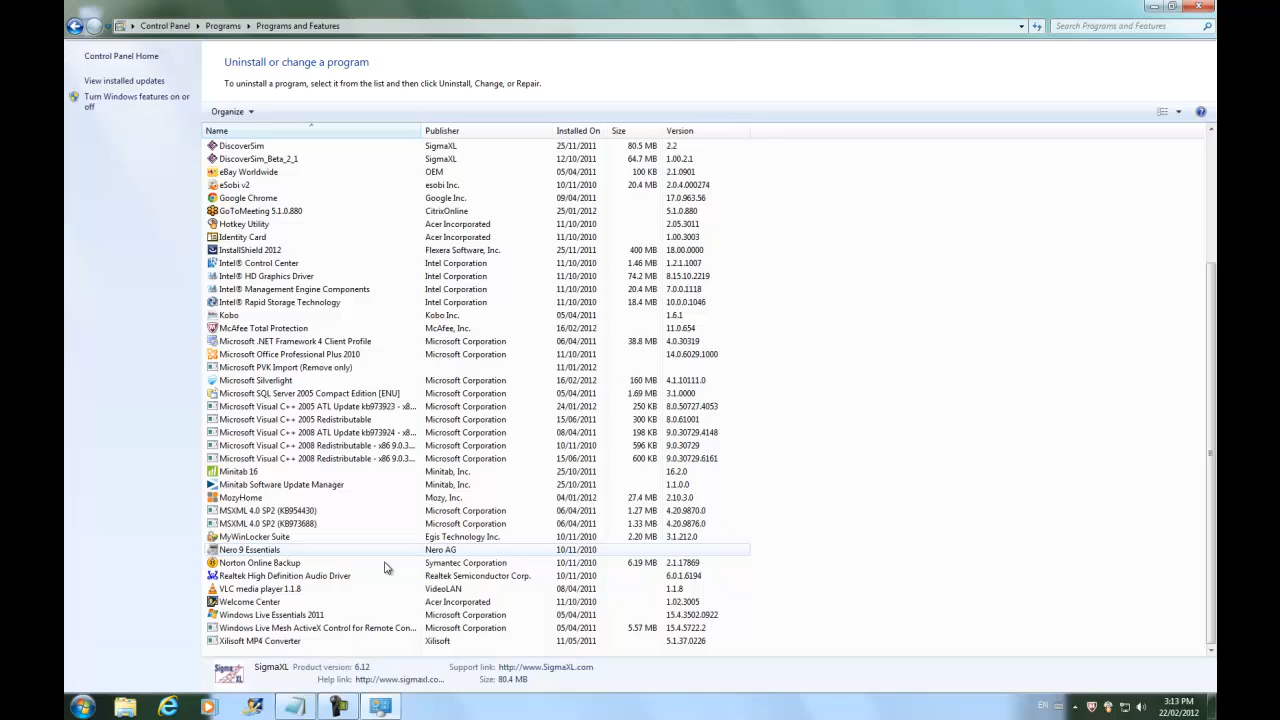 Control Panel ▸ Programs ▸ Programs and Features
Search Programs and Features
Control Panel Home
View installed updates
Turn Windows features on or
off
Uninstall or change a program
To uninstall a program, select it from the list and then click Uninstall, Change, or Repair.
Organize
Name Publisher Installed On Size Version
DiscoverSim SigmaXL 25/11/2011 80.5 MB 2.2
DiscoverSim_Beta_2_1 SigmaXL 12/10/2011 64.7 MB 1.00.2.1
eBay Worldwide OEM 05/04/2011 100 KB 2.1.0901
eSobi v2 esobi Inc. 10/11/2010 20.4 MB 2.0.4.000274
Google Chrome Google Inc. 09/04/2011 17.0.963.56
GoToMeeting 5.1.0.880 CitrixOnline 25/01/2012 5.1.0.880
Hotkey Utility Acer Incorporated 11/10/2010 2.05.3011
Identity Card Acer Incorporated 11/10/2010 1.00.3003
InstallShield 2012 Flexera Software, Inc. 25/11/2011 400 MB 18.00.0000
Intel® Control Center Intel Corporation 11/10/2010 1.46 MB 1.2.1.1007
Intel® HD Graphics Driver Intel Corporation 11/10/2010 74.2 MB 8.15.10.2219
Intel® Management Engine Components Intel Corporation 11/10/2010 20.4 MB 7.0.0.1118
Intel® Rapid Storage Technology Intel Corporation 11/10/2010 18.4 MB 10.0.0.1046
Kobo Kobo Inc. 05/04/2011 1.6.1
McAfee Total Protection McAfee, Inc. 16/02/2012 11.0.654
Microsoft .NET Framework 4 Client Profile Microsoft Corporation 06/04/2011 38.8 MB 4.0.30319
Microsoft Office Professional Plus 2010 Microsoft Corporation 11/10/2011 14.0.6029.1000
Microsoft PVK Import (Remove only) 11/01/2012
Microsoft Silverlight Microsoft Corporation 16/02/2012 160 MB 4.1.10111.0
Microsoft SQL Server 2005 Compact Edition [ENU] Microsoft Corporation 05/04/2011 1.69 MB 3.1.0000
Microsoft Visual C++ 2005 ATL Update kb973923 - x8... Microsoft Corporation 24/01/2012 250 KB 8.0.50727.4053
Microsoft Visual C++ 2005 Redistributable Microsoft Corporation 15/06/2011 300 KB 8.0.61001
Microsoft Visual C++ 2008 ATL Update kb973924 - x8... Microsoft Corporation 08/04/2011 198 KB 9.0.30729.4148
Microsoft Visual C++ 2008 Redistributable - x86 9.0.3... Microsoft Corporation 10/11/2010 596 KB 9.0.30729
Microsoft Visual C++ 2008 Redistributable - x86 9.0.3... Microsoft Corporation 15/06/2011 600 KB 9.0.30729.6161
Minitab 16 Minitab, Inc. 25/10/2011 16.2.0
Minitab Software Update Manager Minitab, Inc. 25/10/2011 1.1.0.0
MozyHome Mozy, Inc. 04/01/2012 27.4 MB 2.10.3.0
MSXML 4.0 SP2 (KB954430) Microsoft Corporation 06/04/2011 1.27 MB 4.20.9870.0
MSXML 4.0 SP2 (KB973688) Microsoft Corporation 06/04/2011 1.33 MB 4.20.9876.0
MyWinLocker Suite Egis Technology Inc. 10/11/2010 2.20 MB 3.1.212.0
Nero 9 Essentials Nero AG 10/11/2010
Norton Online Backup Symantec Corporation 10/11/2010 6.19 MB 2.1.17869
Realtek High Definition Audio Driver Realtek Semiconductor Corp. 10/11/2010 6.0.1.6194
VLC media player 1.1.8 VideoLAN 05/04/2011 1.1.8
Welcome Center Acer Incorporated 11/10/2010 1.02.3005
Windows Live Essentials 2011 Microsoft Corporation 05/04/2011 15.4.3502.0922
Windows Live Mesh ActiveX Control for Remote Con... Microsoft Corporation 05/04/2011 5.57 MB 15.4.5722.2
Xilisoft MP4 Converter Xilisoft 11/05/2011 5.1.37.0226
SigmaXL Product version: 6.12 Support link: http://www.SigmaXL.com
Help link: http://www.sigmaxl.co... Size: 80.4 MB
EN
3:13 PM
22/02/2012